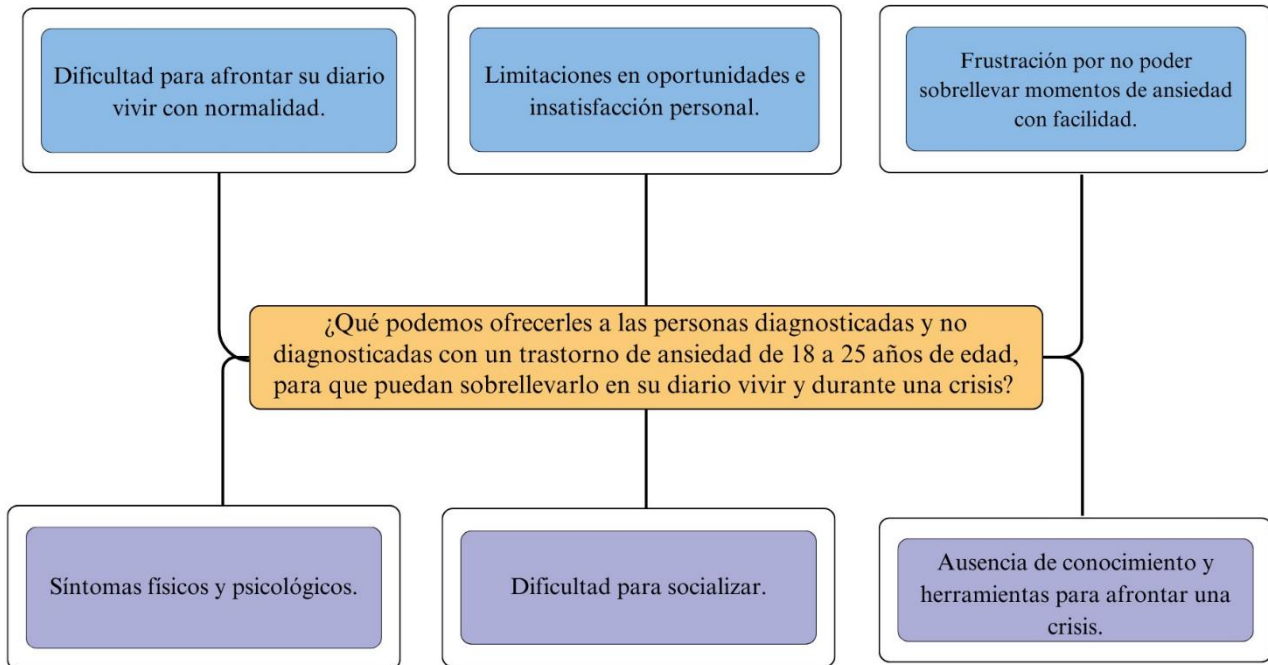 Dificultad para afrontar su diario
vivir con normalidad.
Limitaciones en oportunidades e
insatisfacción personal.
Frustración por no poder
sobrellevar momentos de ansiedad
con facilidad.
¿Qué podemos ofrecerles a las personas diagnosticadas y no
diagnosticadas con un trastorno de ansiedad de 18 a 25 años de edad,
para que puedan sobrellevarlo en su diario vivir y durante una crisis?
Síntomas físicos y psicológicos.
Dificultad para socializar.
Ausencia de conocimiento y
herramientas para afrontar una
crisis.